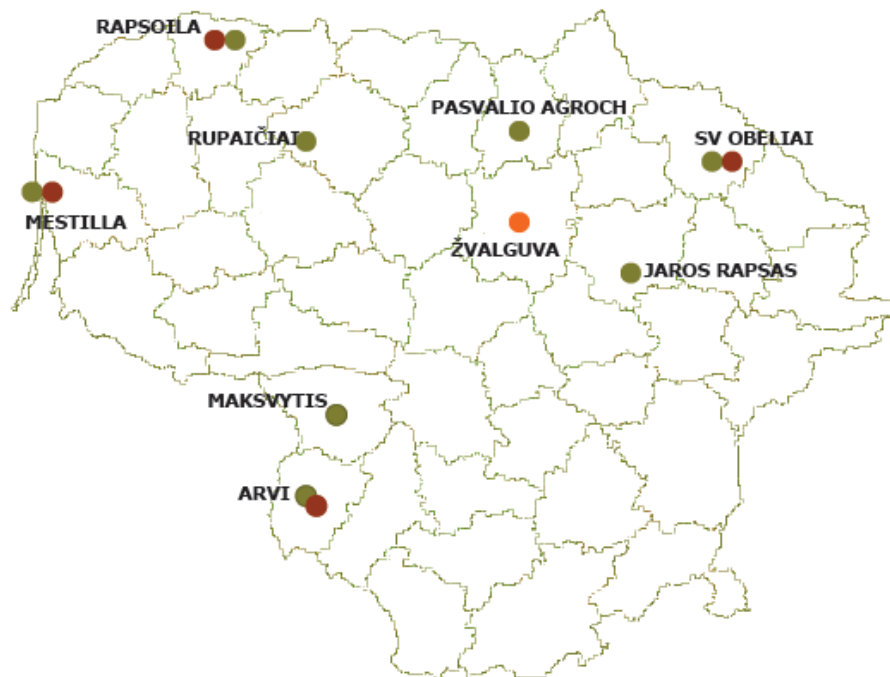 RAPSOILA
PASVALIO AGROCH
RUPAIČIAI
SV OBELIAI
MESTILLA
ŽVALGUVA
JAROS RAPSAS
MAKSVYTIS
ARVI